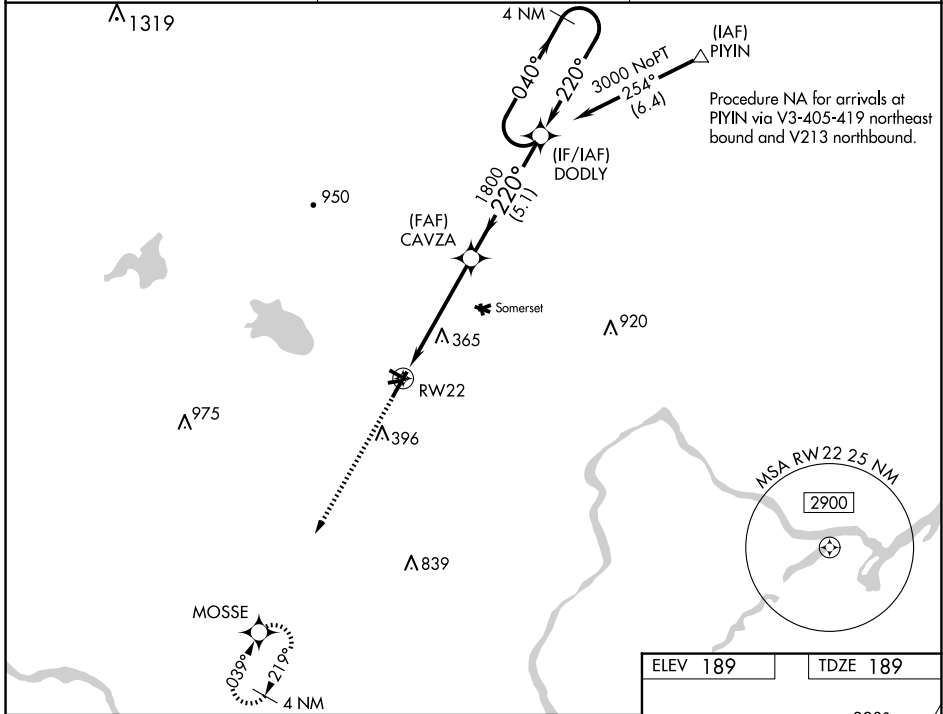 1319
4 NM
040°
220°
3000 NoPT
254°
(6.4)
(IAF)
PIYIN
Procedure NA for arrivals at
PIYIN via V3-405-419 northeast
bound and V213 northbound.
(IF/IAF)
DODLY
1800
220°
(5.1)
950
(FAF)
CAVZA
Somerset
365
920
RW22
975
396
MSA RW22 25 NM
2900
839
MOSSE
039°
219°
4 NM
ELEV 189
TDZE 189